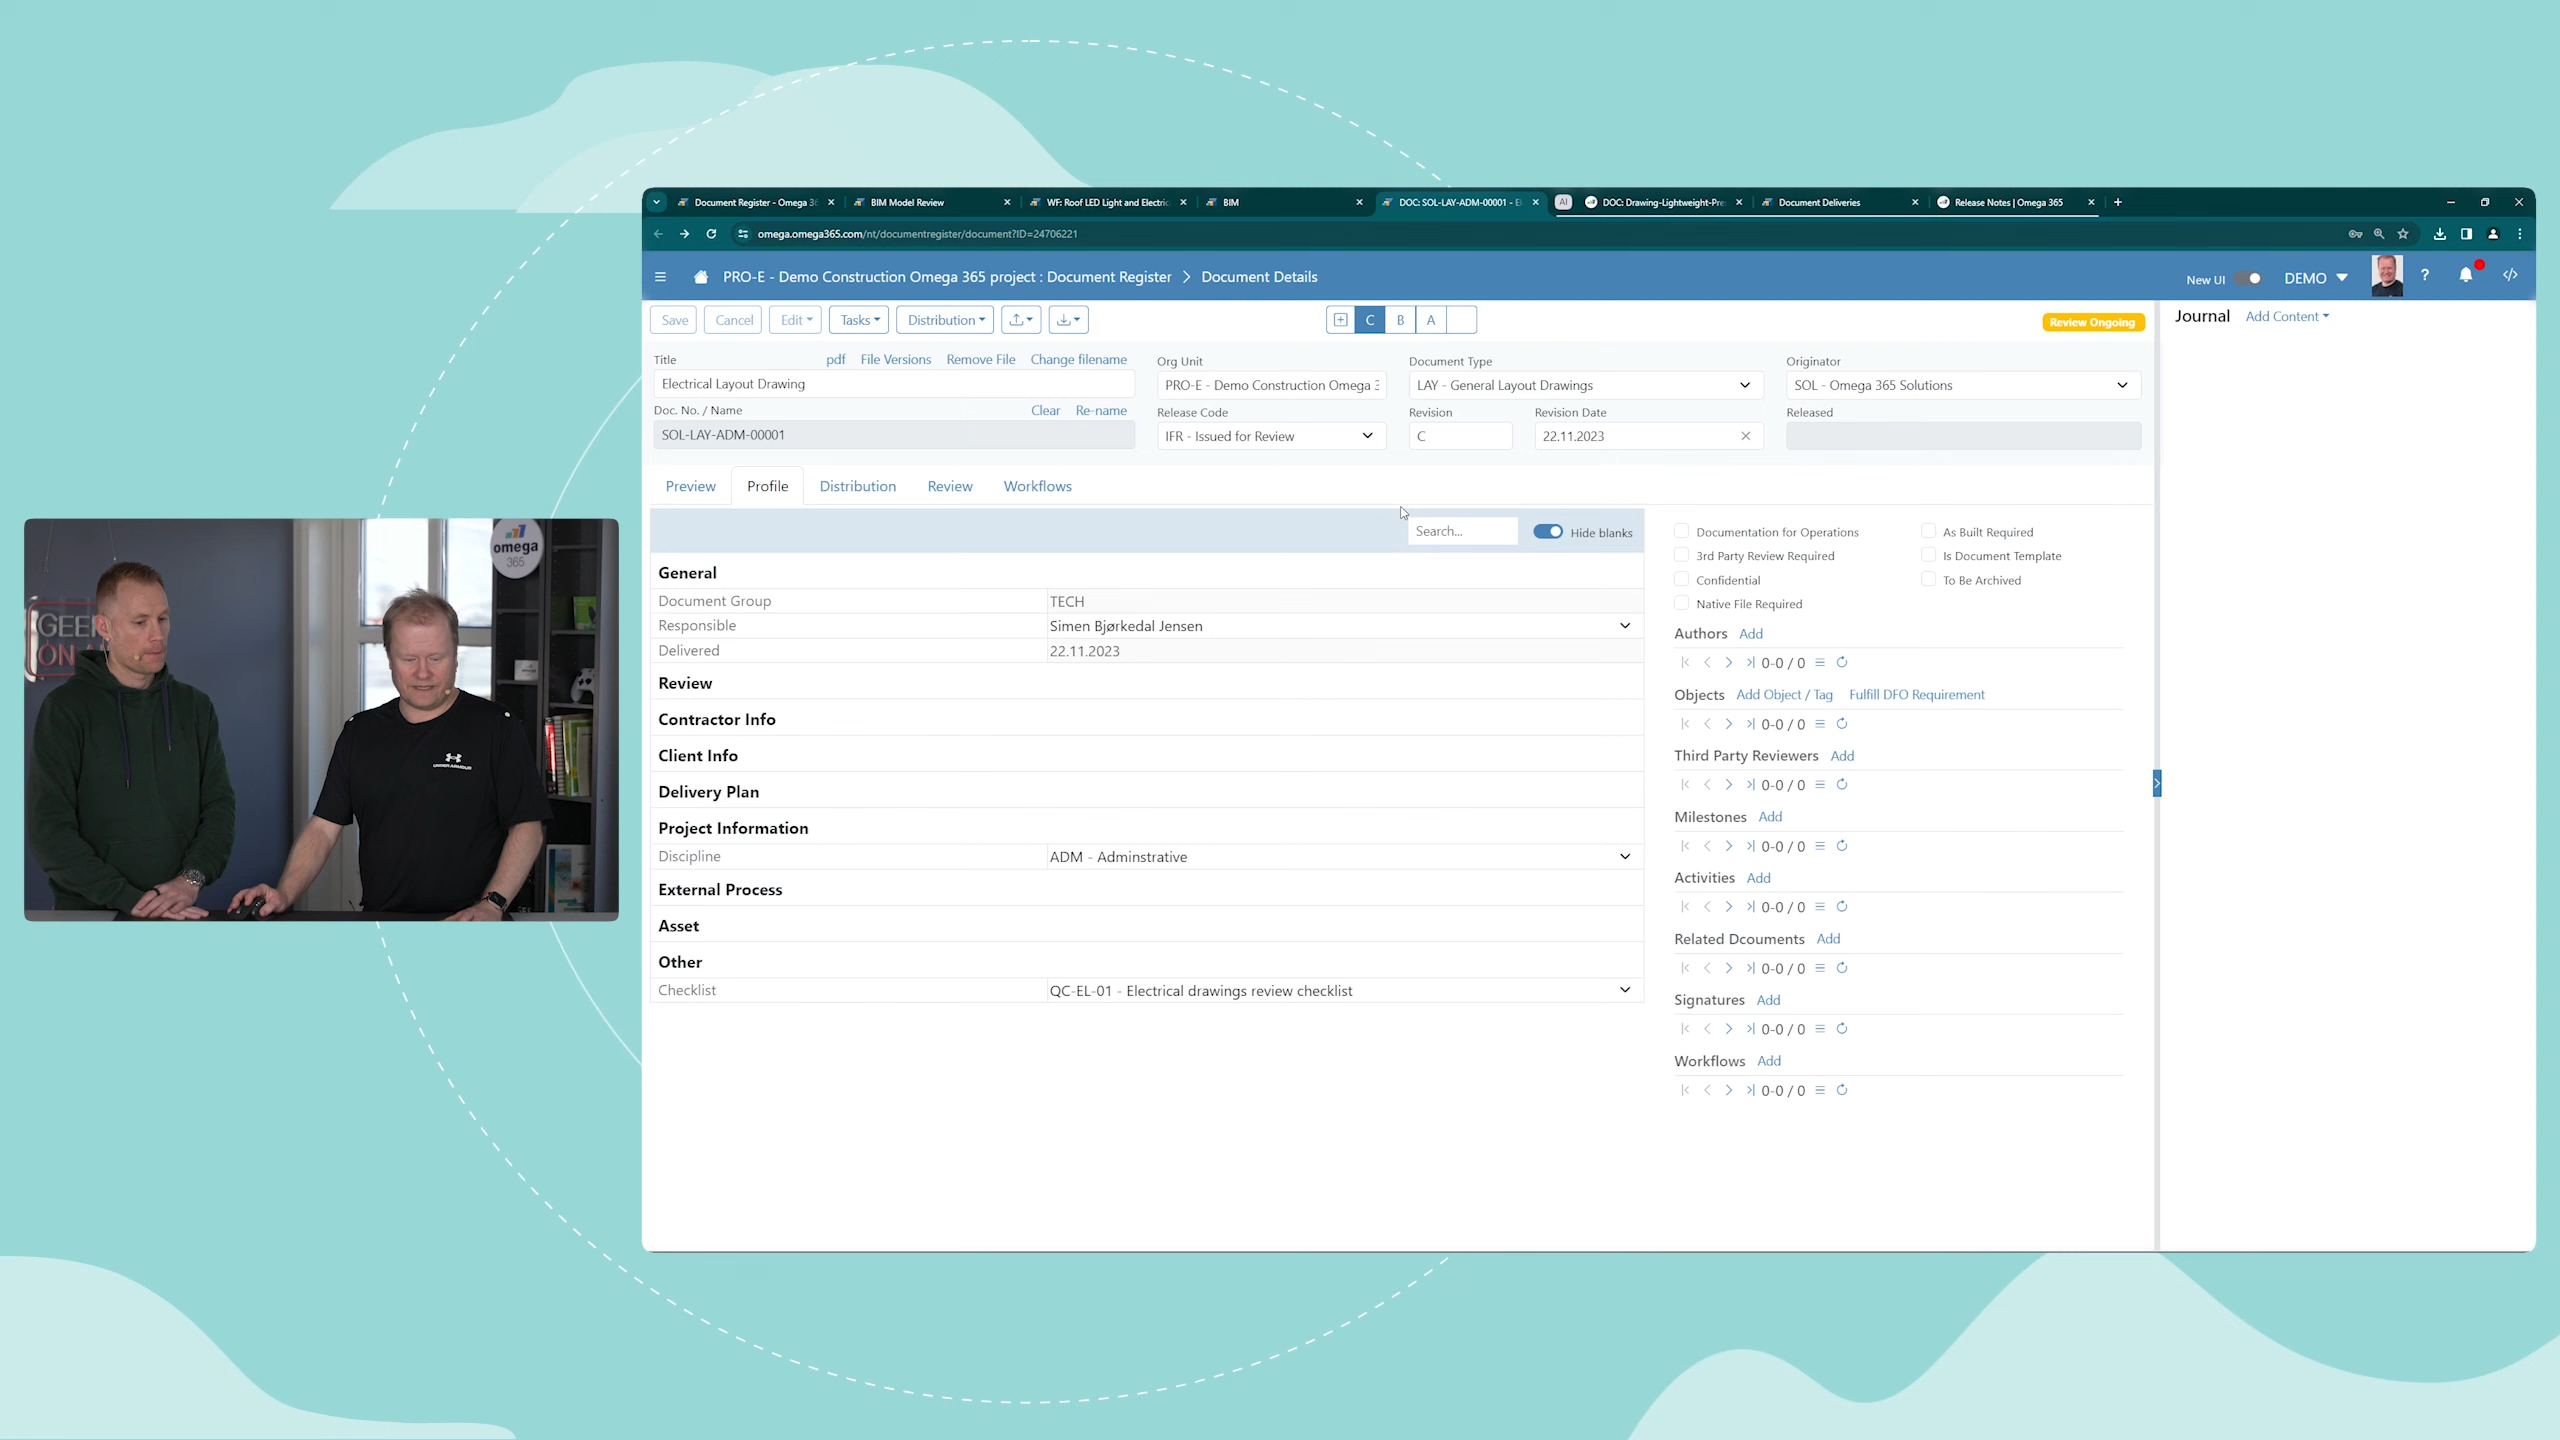 Document Register - Omega 36
BIM Model Review
WF: Roof LED Light and Electric
BIM
DOC: SOL-LAY-ADM-00001 - E
AI
DOC: Drawing-Lightweight-Pre
Document Deliveries
Release Notes | Omega 365
omega.omega365.com/nt/documentregister/document?ID=24706221
PRO-E - Demo Construction Omega 365 project : Document Register > Document Details
New UI
DEMO
?
Save
Cancel
Edit
Tasks
Distribution
C
B
A
Review Ongoing
Journal
Add Content
Title
pdf
File Versions
Remove File
Change filename
Org Unit
Document Type
Originator
Electrical Layout Drawing
PRO-E - Demo Construction Omega 3
LAY - General Layout Drawings
SOL - Omega 365 Solutions
Doc. No. / Name
Clear
Re-name
Release Code
Revision
Revision Date
Released
SOL-LAY-ADM-00001
IFR - Issued for Review
C
22.11.2023
Preview
Profile
Distribution
Review
Workflows
Search...
Hide blanks
General
Document Group
TECH
Responsible
Simen Bjørkedal Jensen
Delivered
22.11.2023
Review
Contractor Info
Client Info
Delivery Plan
Project Information
Discipline
ADM - Adminstrative
External Process
Asset
Other
Checklist
QC-EL-01 - Electrical drawings review checklist
Documentation for Operations
As Built Required
3rd Party Review Required
Is Document Template
Confidential
To Be Archived
Native File Required
Authors Add
0-0 / 0
Objects Add Object / Tag Fulfill DFO Requirement
0-0 / 0
Third Party Reviewers Add
0-0 / 0
Milestones Add
0-0 / 0
Activities Add
0-0 / 0
Related Dcouments Add
0-0 / 0
Signatures Add
0-0 / 0
Workflows Add
0-0 / 0
omega
365
GEEK
ON A
UNDER ARMOUR